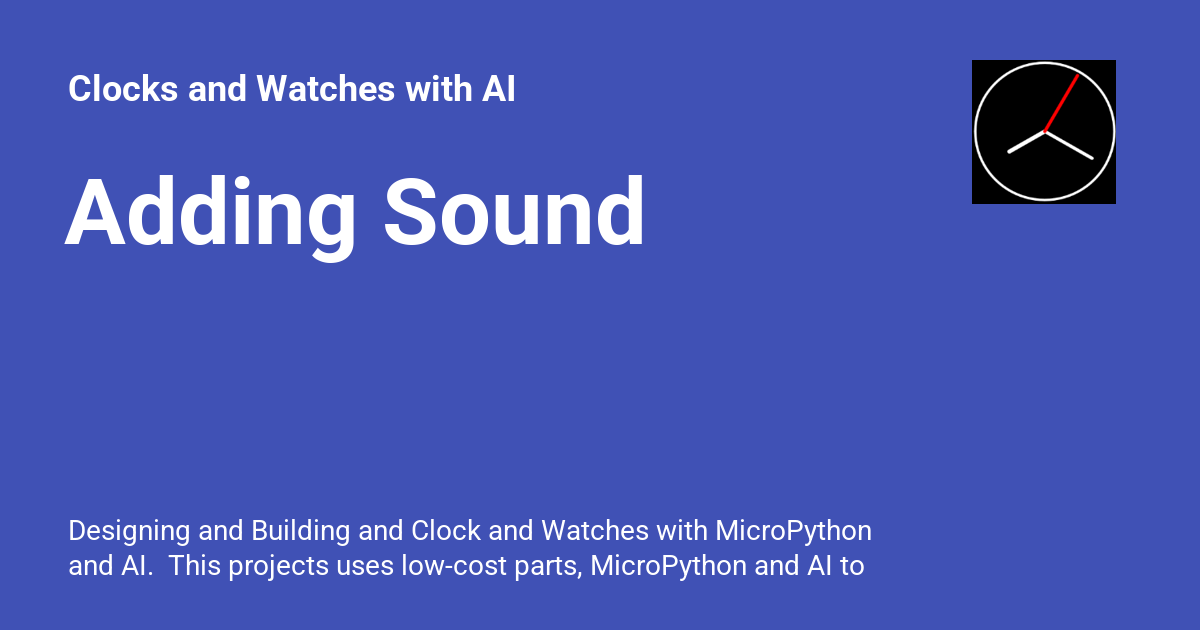 Clocks and Watches with AI
Adding Sound
Designing and Building and Clock and Watches with MicroPython
and AI.  This projects uses low-cost parts, MicroPython and AI to